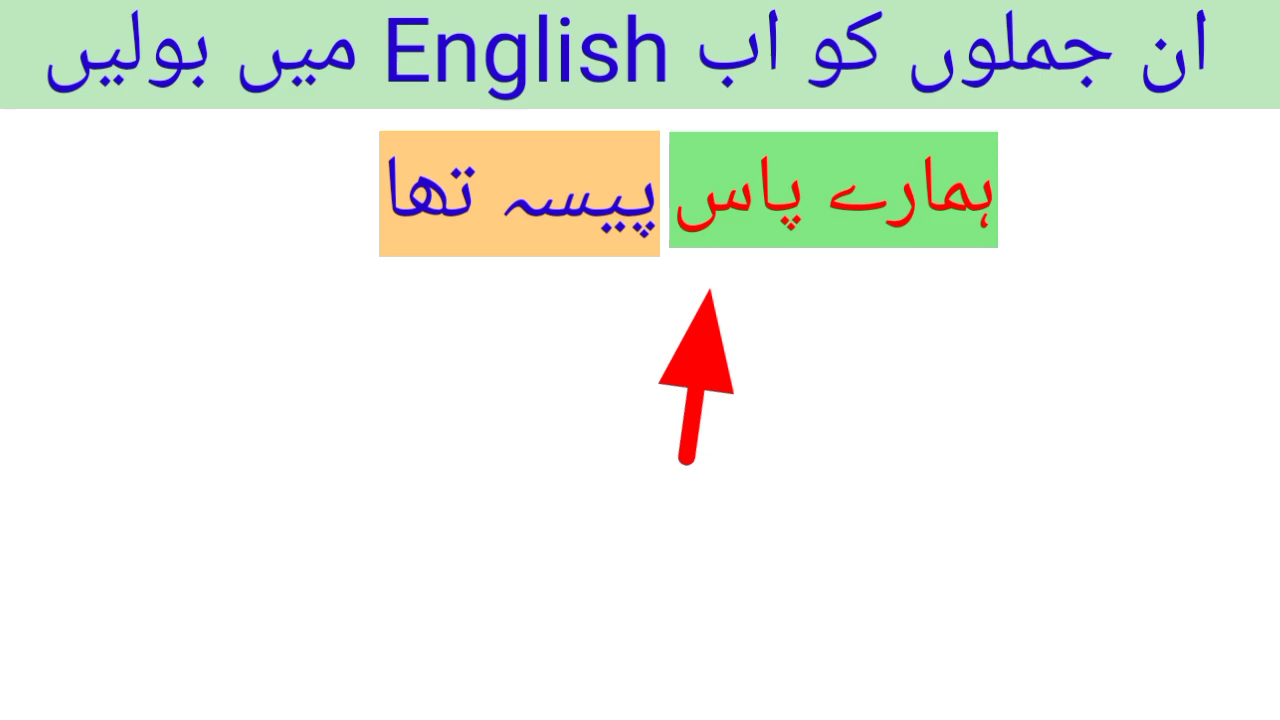 ان جملوں کو اب English میں بولیں
ہمارے پاس پیسہ تھا